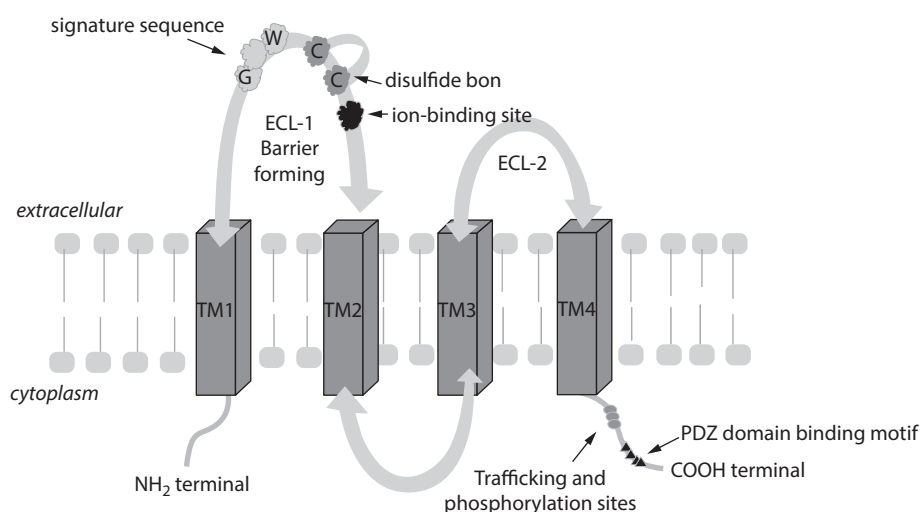 signature sequence
W
C
G
C
disulfide bon
ion-binding site
ECL-1
Barrier
forming
ECL-2
extracellular
TM1
TM2
TM3
TM4
cytoplasm
PDZ domain binding motif
COOH terminal
Trafficking and
phosphorylation sites
NH2 terminal